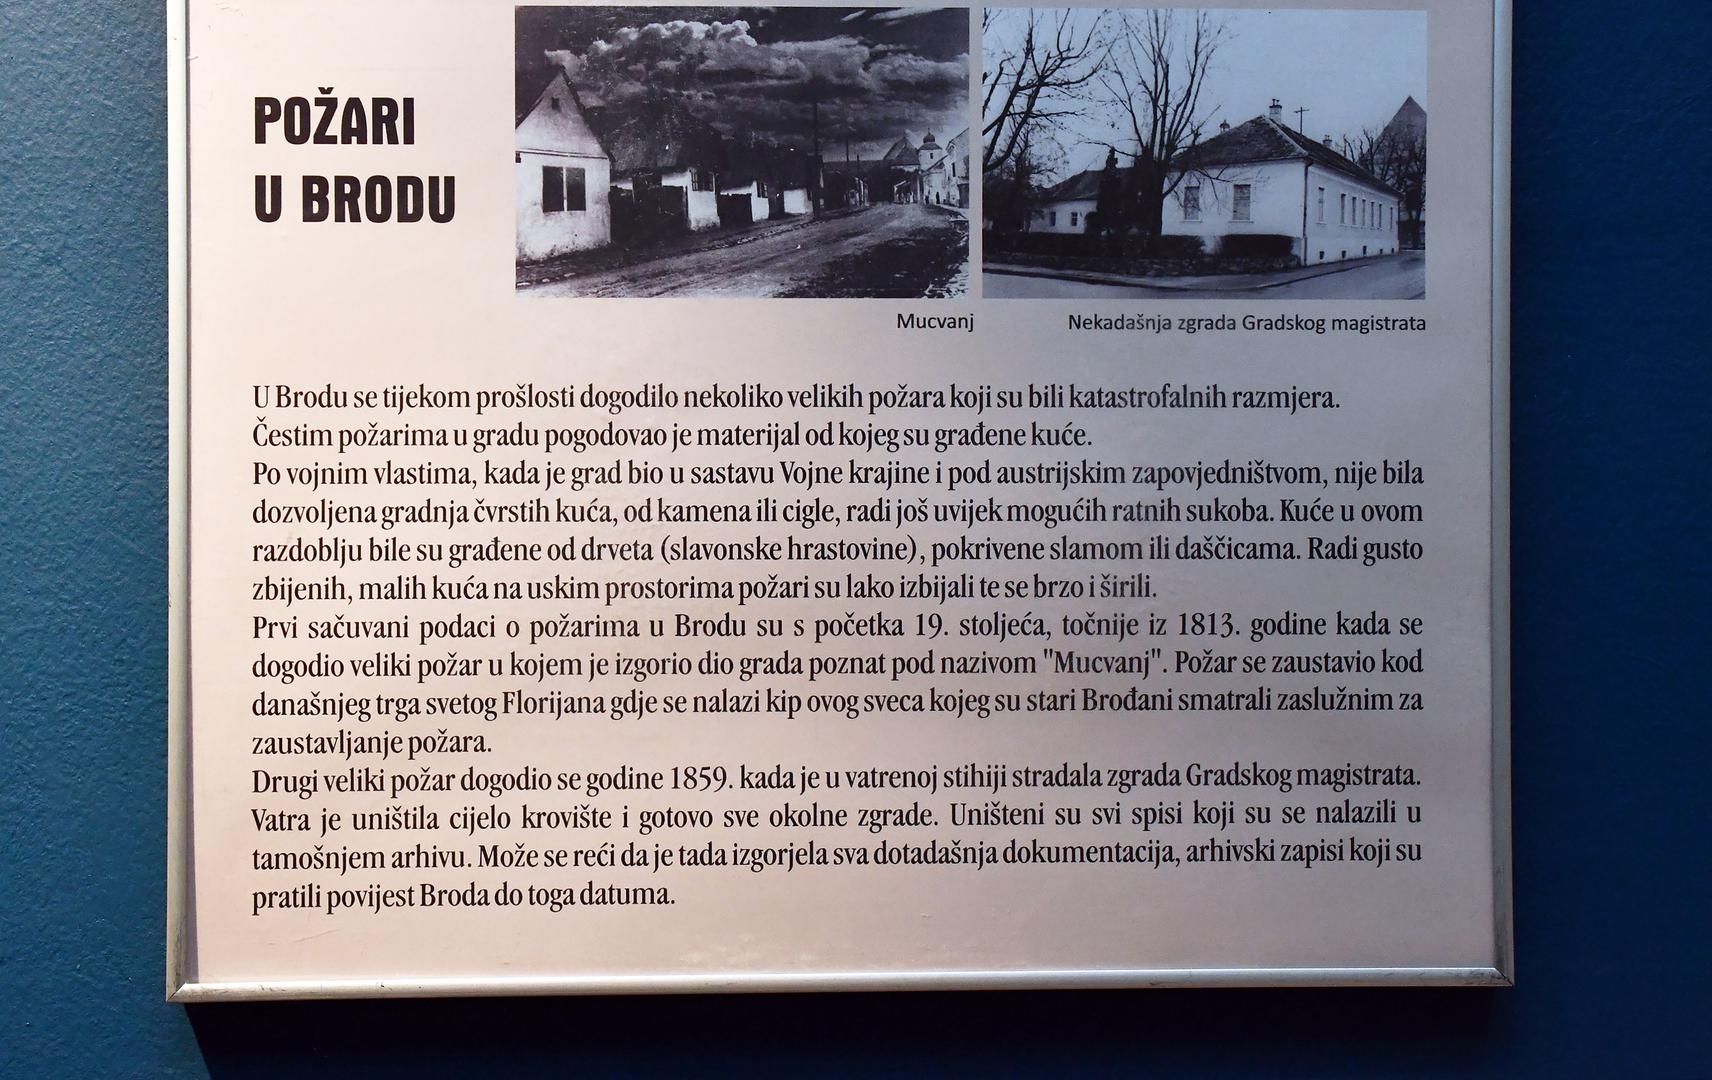 POŽARI
U BRODU
Mucvanj
Nekadašnja zgrada Gradskog magistrata
U Brodu se tijekom prošlosti dogodilo nekoliko velikih požara koji su bili katastrofalnih razmjera.
Čestim požarima u gradu pogodovao je materijal od kojeg su građene kuće.
Po vojnim vlastima, kada je grad bio u sastavu Vojne krajine i pod austrijskim zapovjedništvom, nije bila
dozvoljena gradnja čvrstih kuća, od kamena ili cigle, radi još uvijek mogućih ratnih sukoba. Kuće u ovom
razdoblju bile su građene od drveta (slavonske hrastovine), pokrivene slamom ili daščicama. Radi gusto
zbijenih, malih kuća na uskim prostorima požari su lako izbijali te se brzo i širili.
Prvi sačuvani podaci o požarima u Brodu su s početka 19. stoljeća, točnije iz 1813. godine kada se
dogodio veliki požar u kojem je izgorio dio grada poznat pod nazivom "Mucvanj". Požar se zaustavio kod
današnjeg trga svetog Florijana gdje se nalazi kip ovog sveca kojeg su stari Brođani smatrali zaslužnim za
zaustavljanje požara.
Drugi veliki požar dogodio se godine 1859. kada je u vatrenoj stihiji stradala zgrada Gradskog magistrata.
Vatra je uništila cijelo krovište i gotovo sve okolne zgrade. Uništeni su svi spisi koji su se nalazili u
tamošnjem arhivu. Može se reći da je tada izgorjela sva dotadašnja dokumentacija, arhivski zapisi koji su
pratili povijest Broda do toga datuma.